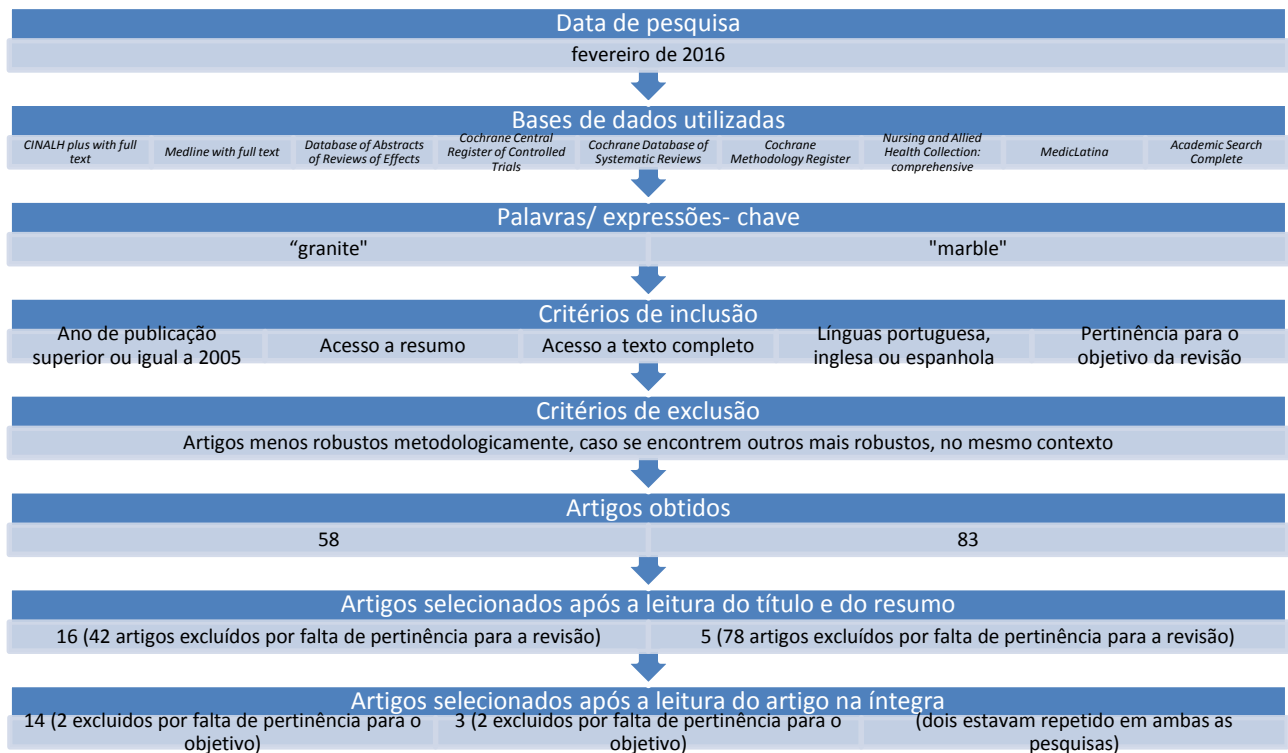 Data de pesquisa
fevereiro de 2016
Bases de dados utilizadas
CINALH plus with full
text
Medline with full text
Database of Abstracts
of Reviews of Effects
Cochrane Central
Register of Controlled
Trials
Cochrane Database of
Systematic Reviews
Cochrane
Methodology Register
Nursing and Allied
Health Collection:
comprehensive
MedicLatina
Academic Search
Complete
Palavras/ expressões- chave
“granite"
"marble"
Critérios de inclusão
Ano de publicação
superior ou igual a 2005
Acesso a resumo
Acesso a texto completo
Línguas portuguesa,
inglesa ou espanhola
Pertinência para o
objetivo da revisão
Critérios de exclusão
Artigos menos robustos metodologicamente, caso se encontrem outros mais robustos, no mesmo contexto
Artigos obtidos
58
83
Artigos selecionados após a leitura do título e do resumo
16 (42 artigos excluídos por falta de pertinência para a revisão)
5 (78 artigos excluídos por falta de pertinência para a revisão)
Artigos selecionados após a leitura do artigo na íntegra
14 (2 excluidos por falta de pertinência para o
objetivo)
3 (2 excluidos por falta de pertinência para o
objetivo)
(dois estavam repetido em ambas as
pesquisas)